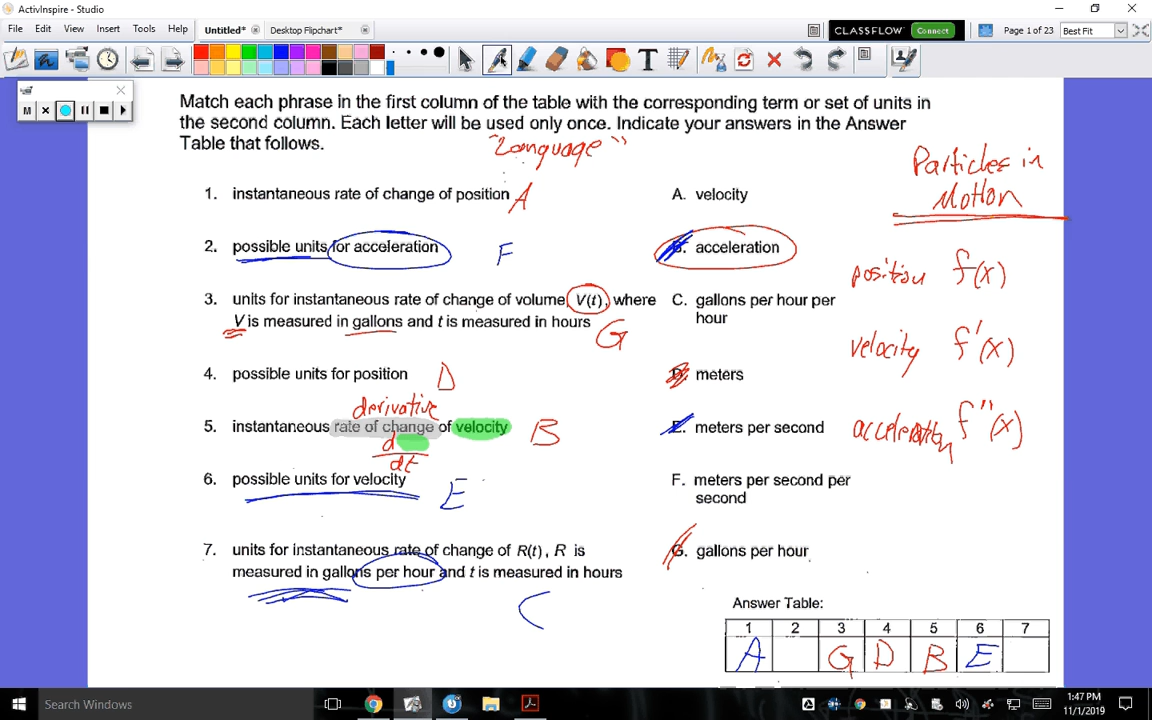 ActivInspire - Studio
File Edit View Insert Tools Help Untitled* Desktop Flipchart* CLASSFLOW Connect Page 1 of 23 Best Fit
M
Match each phrase in the first column of the table with the corresponding term or set of units in
the second column. Each letter will be used only once. Indicate your answers in the Answer
Table that follows.
"Language"
Particles in
Motion
1. instantaneous rate of change of position A
A. velocity
2. possible units for acceleration F
B. acceleration
position f(x)
3. units for instantaneous rate of change of volume, V(t), where
V is measured in gallons and t is measured in hours G
C. gallons per hour per
hour
velocity f'(x)
4. possible units for position D
D. meters
derivative
5. instantaneous rate of change of velocity B
d
dt
E. meters per second
acceleration f"(x)
6. possible units for velocity E
F. meters per second per
second
7. units for instantaneous rate of change of R(t), R is
measured in gallons per hour and t is measured in hours
C
G. gallons per hour
Answer Table:
1 2 3 4 5 6 7
A G D B E
Search Windows
1:47 PM
11/1/2019